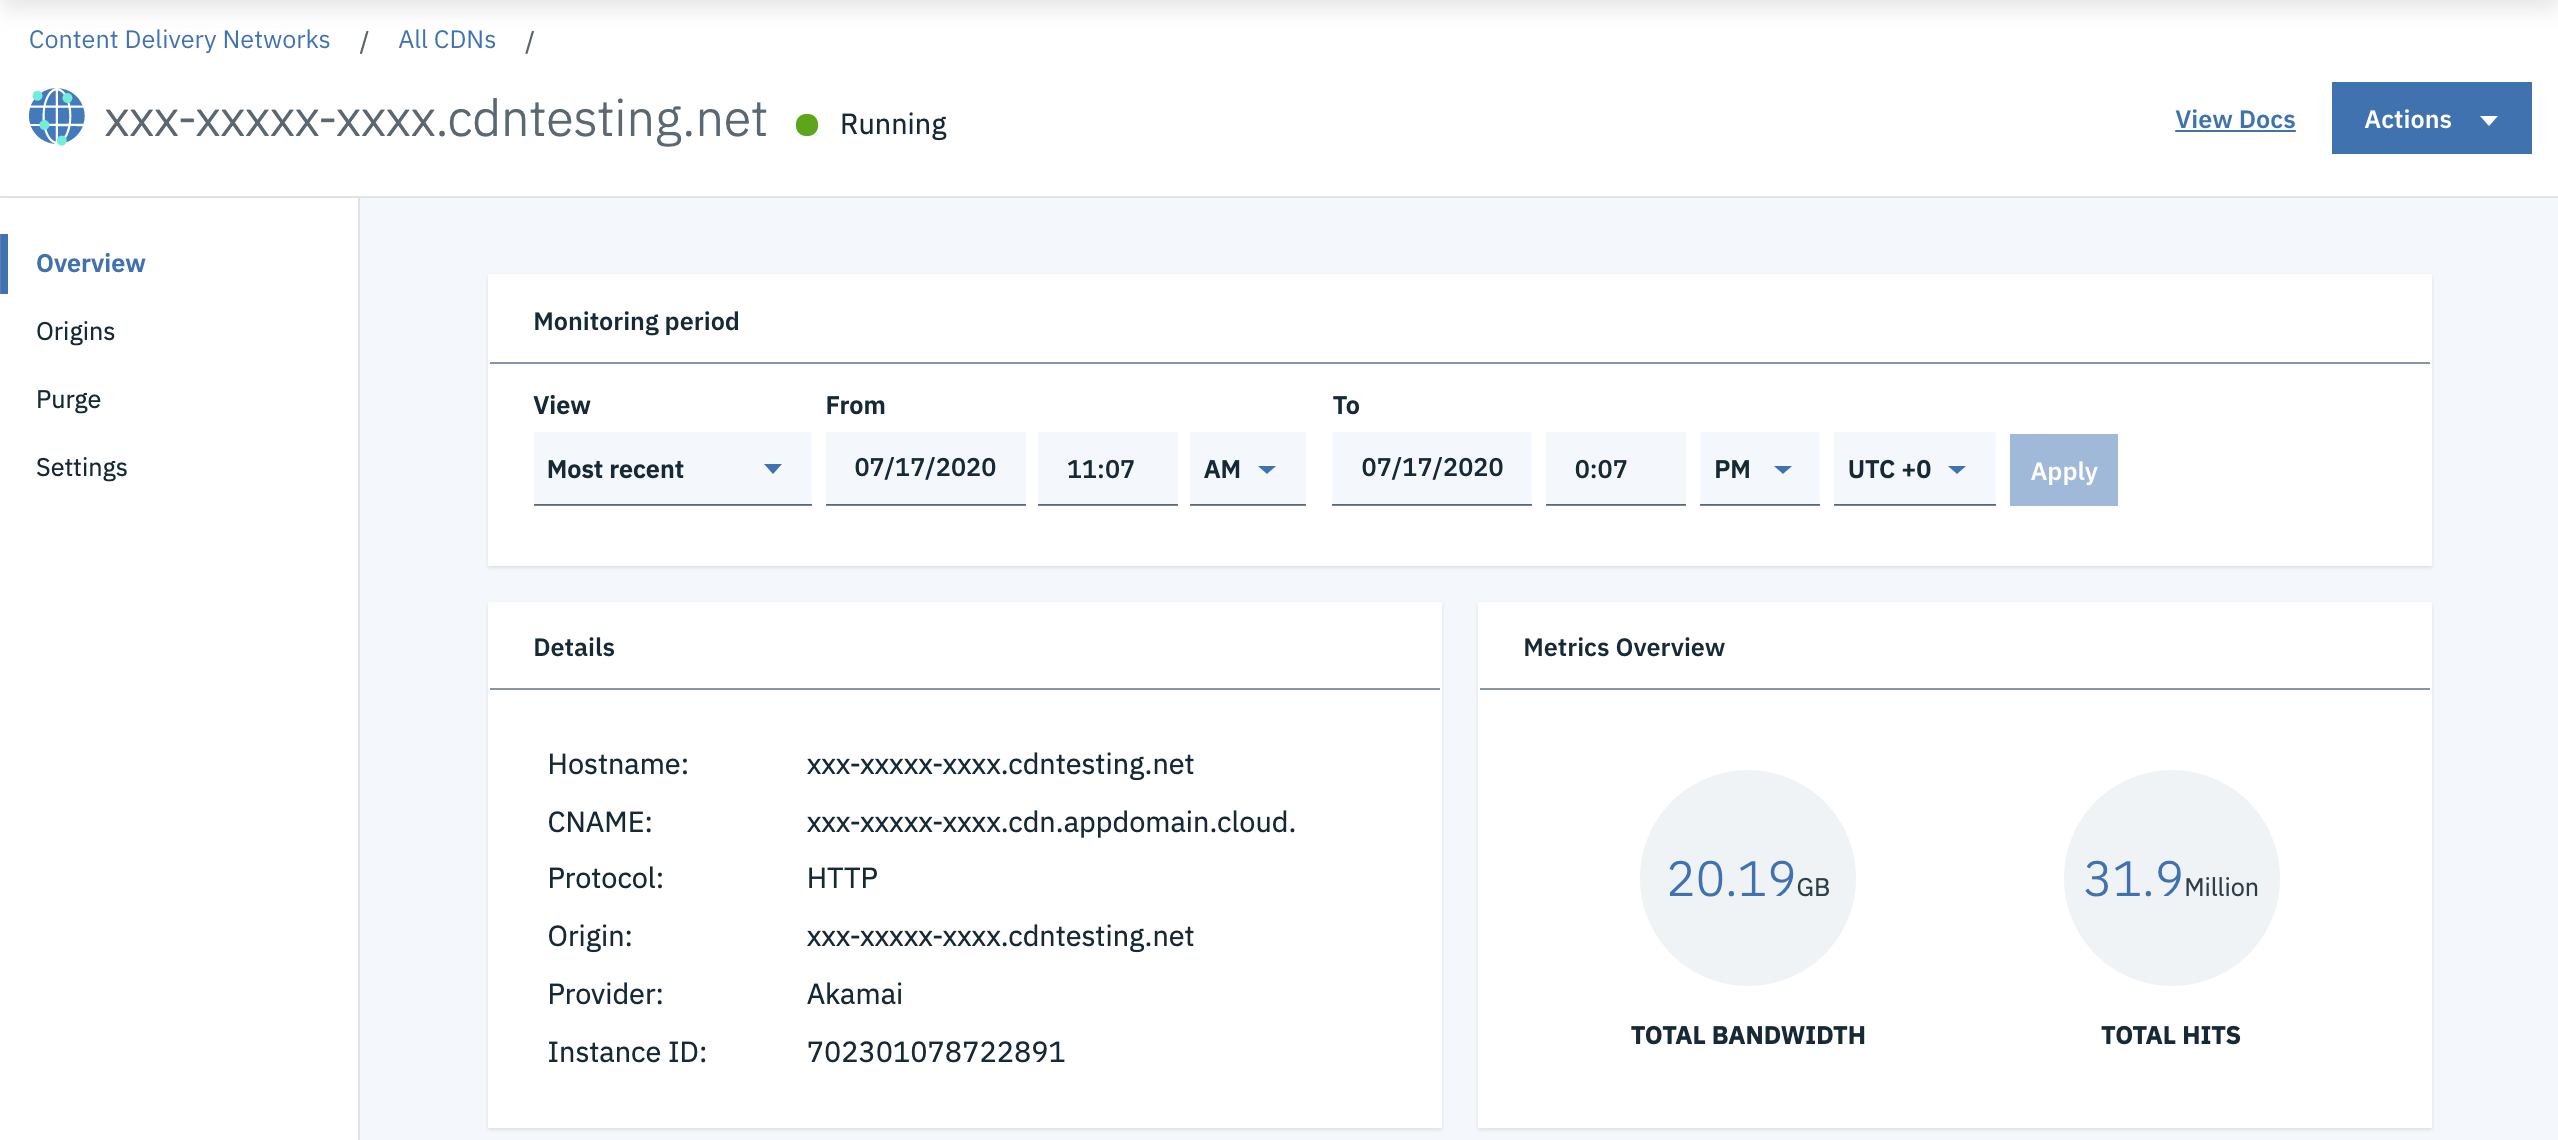 Content Delivery Networks / All CDNs /
xxx-xxxxx-xxxx.cdntesting.net Running
View Docs
Actions
Overview
Origins
Purge
Settings
Monitoring period
View From To
Most recent 07/17/2020 11:07 AM 07/17/2020 0:07 PM UTC +0 Apply
Details
Hostname: xxx-xxxxx-xxxx.cdntesting.net
CNAME: xxx-xxxxx-xxxx.cdn.appdomain.cloud.
Protocol: HTTP
Origin: xxx-xxxxx-xxxx.cdntesting.net
Provider: Akamai
Instance ID: 702301078722891
Metrics Overview
20.19GB
TOTAL BANDWIDTH
31.9Million
TOTAL HITS